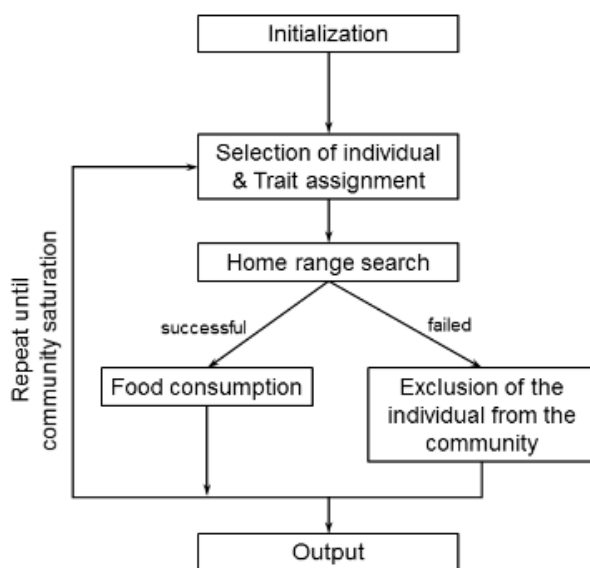 Initialization
Selection of individual
& Trait assignment
Home range search
successful
failed
Food consumption
Exclusion of the
individual from the
community
Repeat until
community saturation
Output